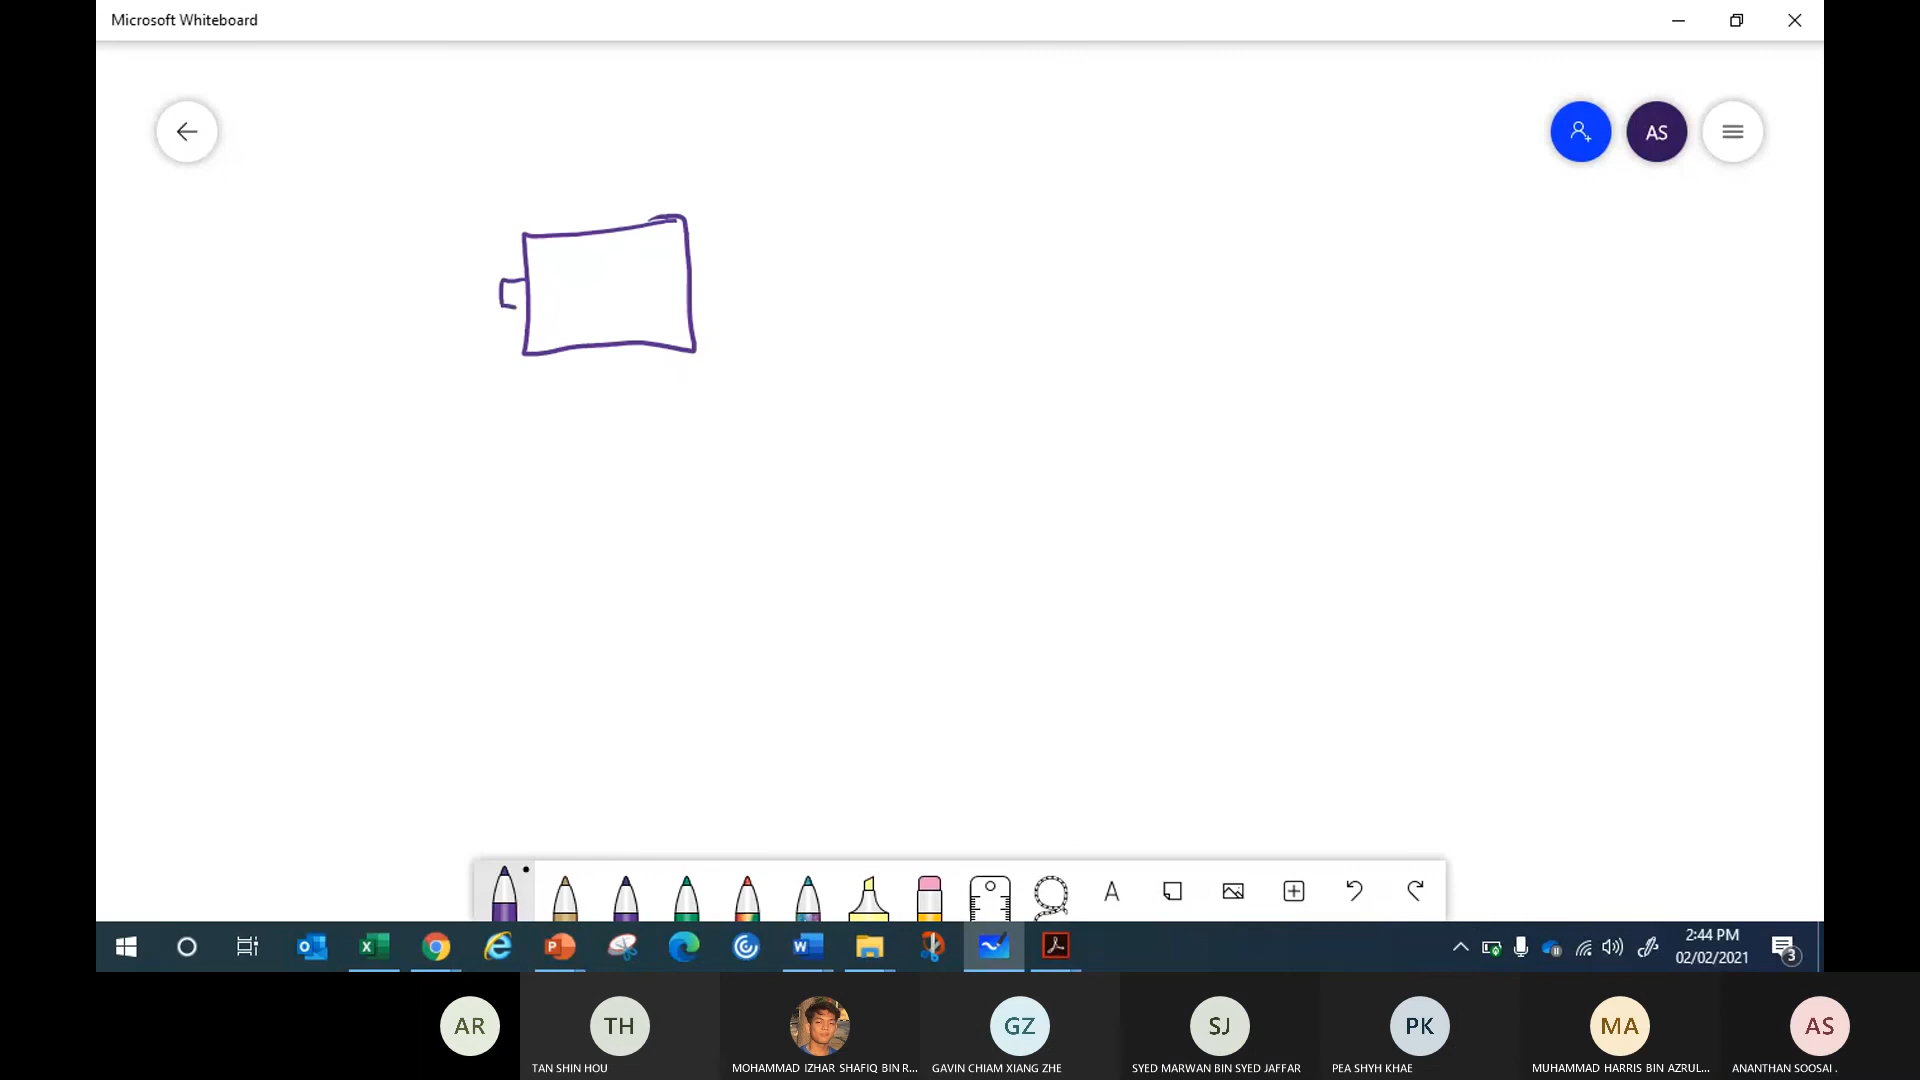 Microsoft Whiteboard
AS
A
2:44 PM
02/02/2021
3
AR
TH
GZ
SJ
PK
MA
AS
TAN SHIN HOU
MOHAMMAD IZHAR SHAFIQ BIN R...
GAVIN CHIAM XIANG ZHE
SYED MARWAN BIN SYED JAFFAR
PEA SHYH KHAE
MUHAMMAD HARRIS BIN AZRUL...
ANANTHAN SOOSAI .